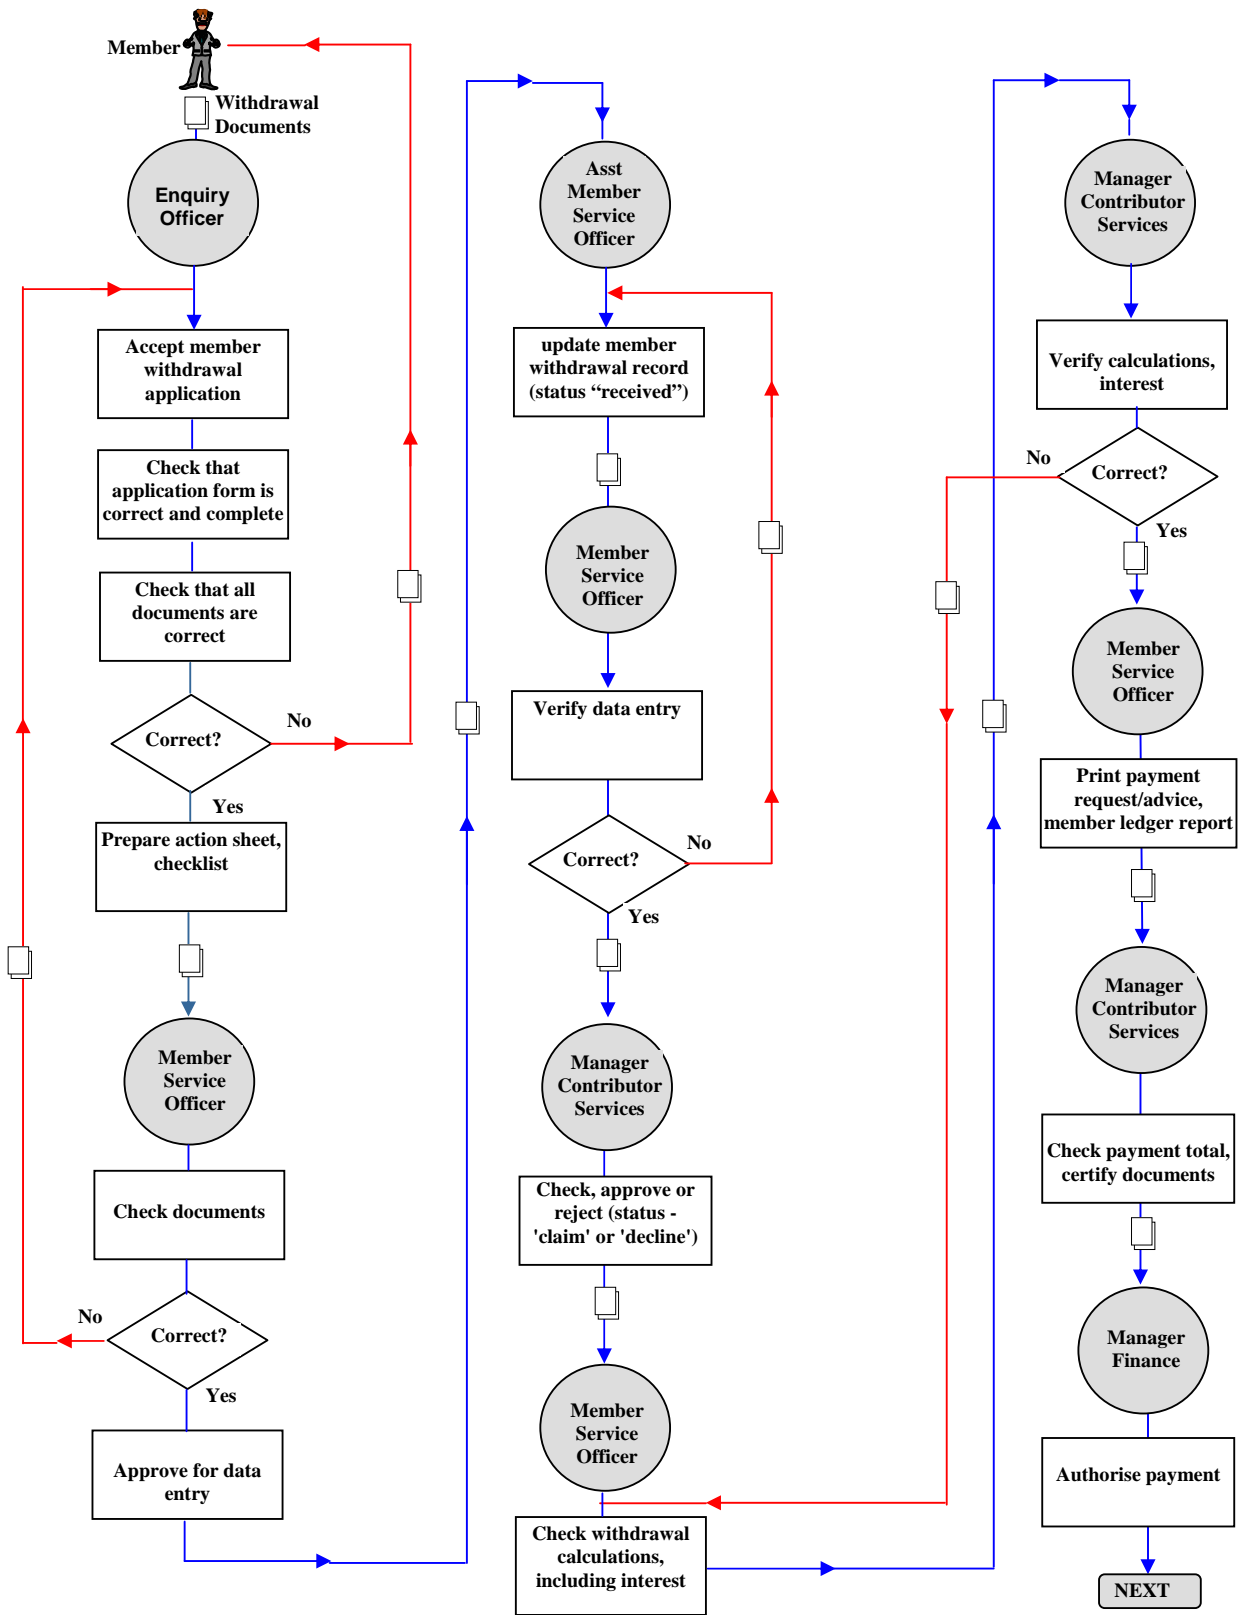 Member
Withdrawal
Documents
Enquiry
Officer
Accept member
withdrawal
application
Check that
application form is
correct and complete
Check that all
documents are
correct
Correct?
No
Yes
Prepare action sheet,
checklist
Member
Service
Officer
Check documents
No
Correct?
Yes
Approve for data
entry
Asst
Member
Service
Officer
update member
withdrawal record
(status “received”)
Member
Service
Officer
Verify data entry
Correct?
No
Yes
Manager
Contributor
Services
Check, approve or
reject (status -
'claim' or 'decline')
Member
Service
Officer
Check withdrawal
calculations,
including interest
Manager
Contributor
Services
Verify calculations,
interest
No
Correct?
Yes
Member
Service
Officer
Print payment
request/advice,
member ledger report
Manager
Contributor
Services
Check payment total,
certify documents
Manager
Finance
Authorise payment
NEXT